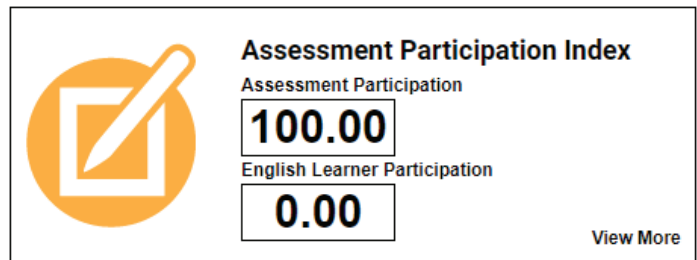 Assessment Participation Index
Assessment Participation
100.00
English Learner Participation
0.00
View More